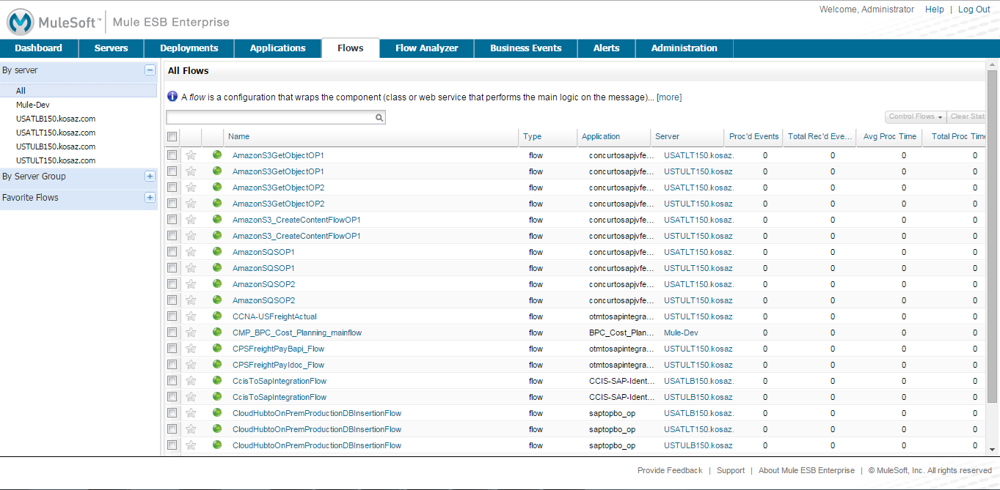 Welcome, Administrator Help | Log Out
MuleSoft™ Mule ESB Enterprise
Dashboard Servers Deployments Applications Flows Flow Analyzer Business Events Alerts Administration
By server
All
Mule-Dev
USATLB150.kosaz.com
USATLT150.kosaz.com
USTULB150.kosaz.com
USTULT150.kosaz.com
By Server Group
Favorite Flows
All Flows
A flow is a configuration that wraps the component (class or web service that performs the main logic on the message)... [more]
Control Flows Clear Stat
Name Type Application Server Proc'd Events Total Rec'd Eve... Avg Proc Time Total Proc Time
AmazonS3GetObjectOP1 flow concurtosapjvfe... USATLT150.kosaz. 0 0 0 0
AmazonS3GetObjectOP1 flow concurtosapjvfe... USTULT150.kosaz 0 0 0 0
AmazonS3GetObjectOP2 flow concurtosapjvfe... USATLT150.kosaz. 0 0 0 0
AmazonS3GetObjectOP2 flow concurtosapjvfe... USTULT150.kosaz 0 0 0 0
AmazonS3_CreateContentFlowOP1 flow concurtosapjvfe... USATLT150.kosaz. 0 0 0 0
AmazonS3_CreateContentFlowOP1 flow concurtosapjvfe... USTULT150.kosaz 0 0 0 0
AmazonSQSOP1 flow concurtosapjvfe... USATLT150.kosaz. 0 0 0 0
AmazonSQSOP1 flow concurtosapjvfe... USTULT150.kosaz 0 0 0 0
AmazonSQSOP2 flow concurtosapjvfe... USATLT150.kosaz. 0 0 0 0
AmazonSQSOP2 flow concurtosapjvfe... USTULT150.kosaz 0 0 0 0
CCNA-USFreightActual flow otmtosapintegra... USTULT150.kosaz 0 0 0 0
CMP_BPC_Cost_Planning_mainflow flow BPC_Cost_Plan... Mule-Dev 0 0 0 0
CPSFreightPayBapi_Flow flow otmtosapintegra... USTULT150.kosaz 0 0 0 0
CPSFreightPayIdoc_Flow flow otmtosapintegra... USTULT150.kosaz 0 0 0 0
CcisToSapIntegrationFlow flow CCIS-SAP-Ident... USATLB150.kosaz. 0 0 0 0
CcisToSapIntegrationFlow flow CCIS-SAP-Ident... USTULB150.kosaz 0 0 0 0
CloudHubtoOnPremProductionDBInsertionFlow flow saptopbo_op USATLB150.kosaz. 0 0 0 0
CloudHubtoOnPremProductionDBInsertionFlow flow saptopbo_op USATLT150.kosaz. 0 0 0 0
CloudHubtoOnPremProductionDBInsertionFlow flow saptopbo_op USTULB150.kosaz 0 0 0 0
Provide Feedback | Support | About Mule ESB Enterprise | © MuleSoft, Inc. All rights reserved